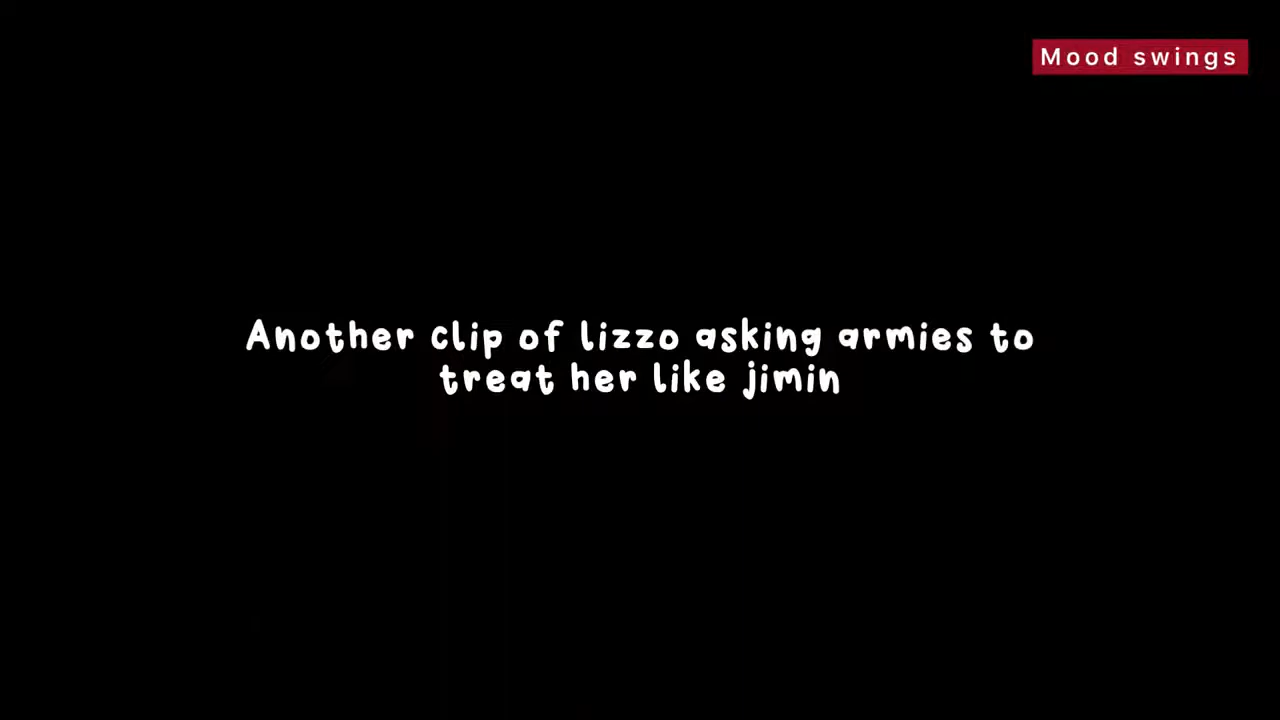 Mood swings
Another clip of lizzo asking armies to
treat her like jimin